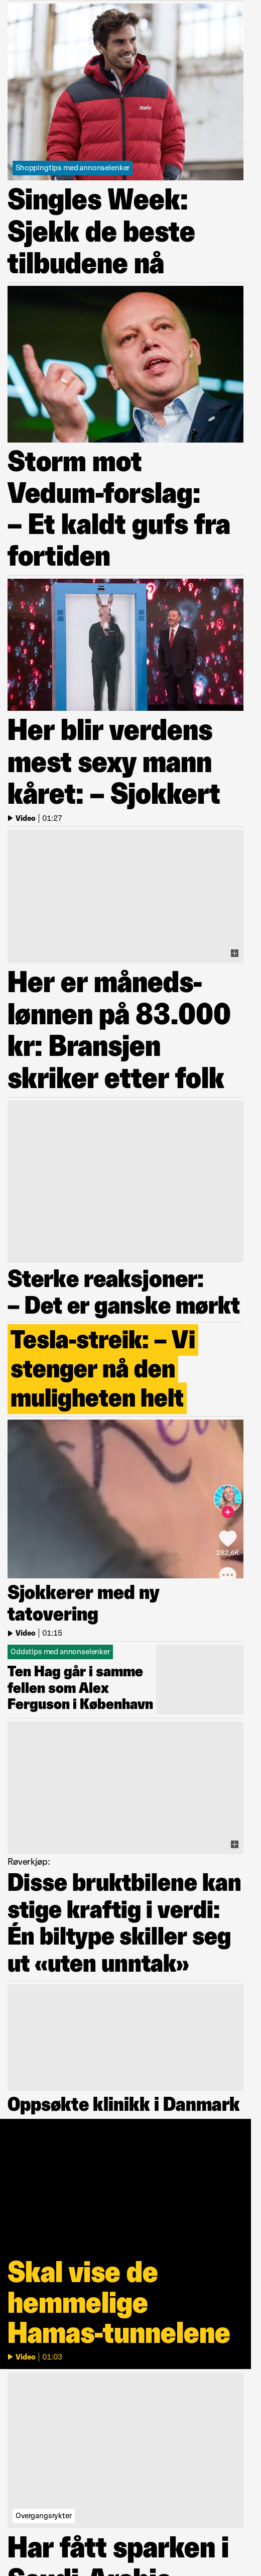 Shoppingtips med annonselenker
Singles Week:
Sjekk de beste
tilbudene nå
Storm mot
Vedum-forslag:
– Et kaldt gufs fra
fortiden
Her blir verdens
mest sexy mann
kåret: – Sjokkert
Video | 01:27
Her er måneds-
lønnen på 83.000
kr: Bransjen
skriker etter folk
Sterke reaksjoner:
– Det er ganske mørkt
Tesla-streik: – Vi
stenger nå den
muligheten helt
282,6K
Sjokkerer med ny
tatovering
Video | 01:15
Oddstips med annonselenker
Ten Hag går i samme
fellen som Alex
Ferguson i København
Røverkjøp:
Disse bruktbilene kan
stige kraftig i verdi:
Én biltype skiller seg
ut «uten unntak»
Oppsøkte klinikk i Danmark
Skal vise de
hemmelige
Hamas-tunnelene
Video | 01:03
Overgangsrykter
Har fått sparken i
Saudi-Arabia